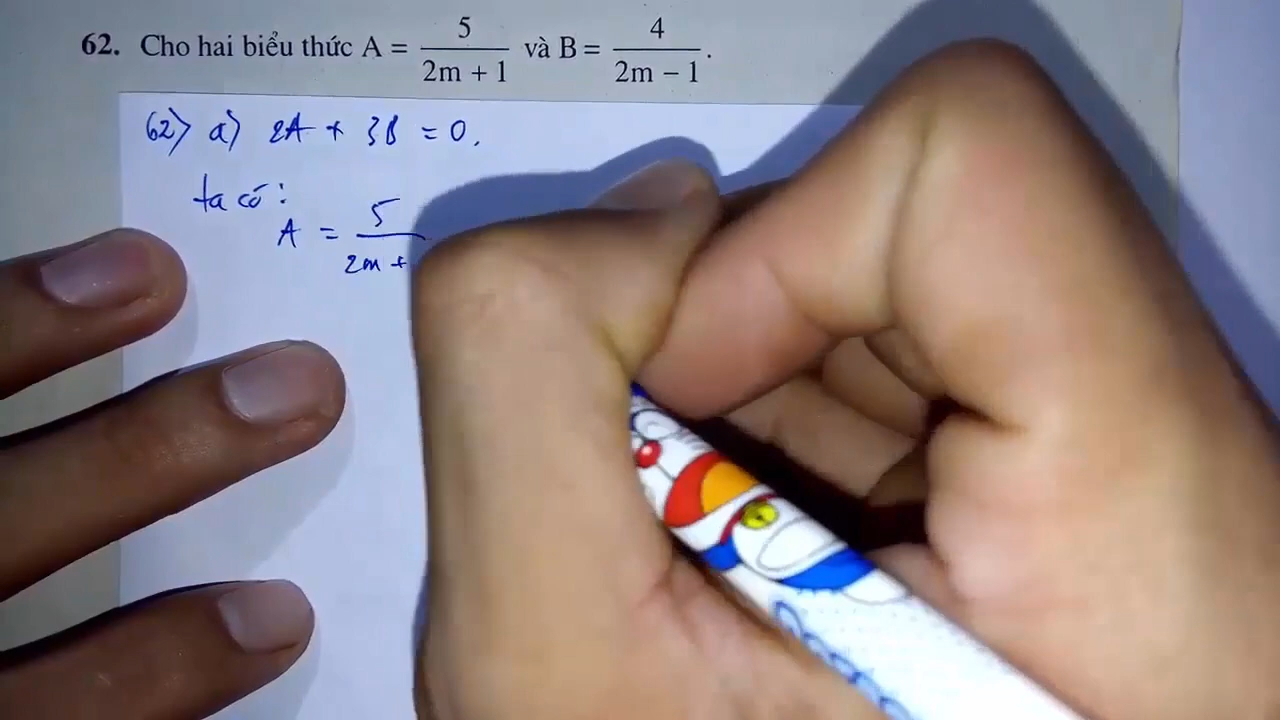 62. Cho hai biểu thức A = 5/(2m + 1) và B = 4/(2m − 1).
62) a) 2A + 3B = 0.
ta có:
A = 5/(2m +